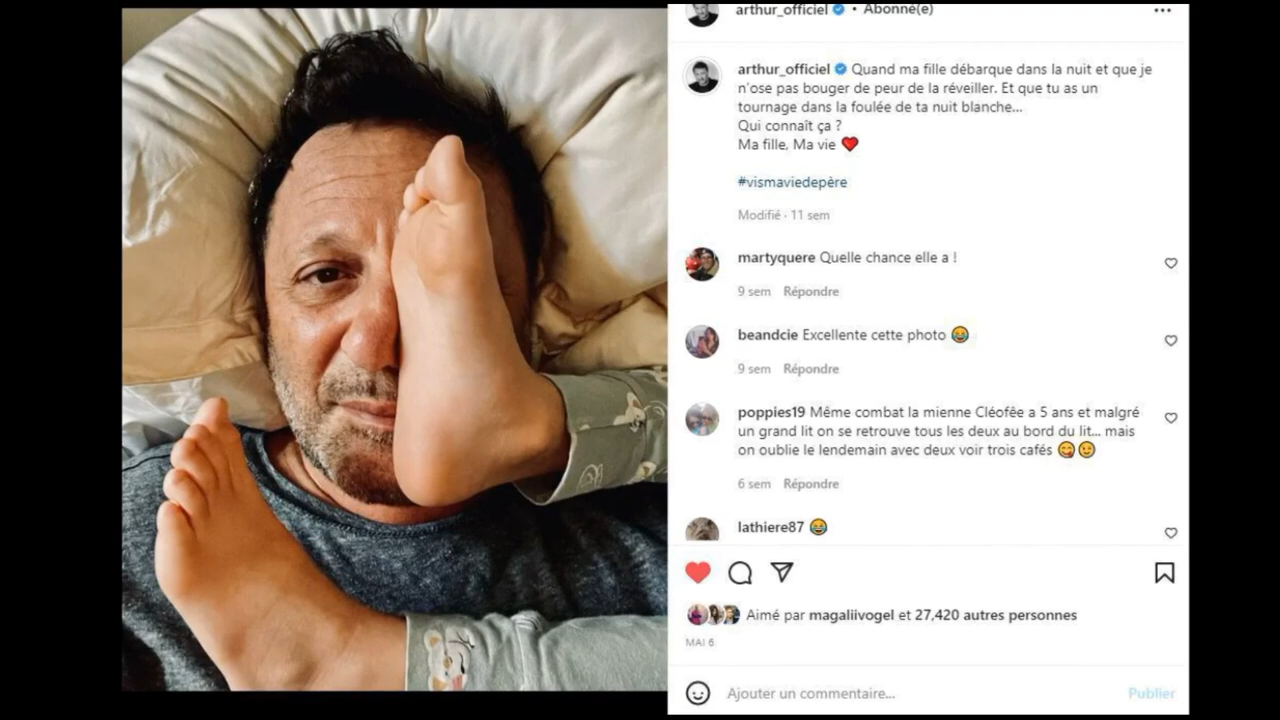 arthur_officiel • Abonné(e)
arthur_officiel Quand ma fille débarque dans la nuit et que je
n'ose pas bouger de peur de la réveiller. Et que tu as un
tournage dans la foulée de ta nuit blanche...
Qui connaît ça ?
Ma fille, Ma vie ❤️
#vismaviedepère
Modifié · 11 sem
martyquere Quelle chance elle a !
9 sem Répondre
beandcie Excellente cette photo 😂
9 sem Répondre
poppies19 Même combat la mienne Cléofêe a 5 ans et malgré
un grand lit on se retrouve tous les deux au bord du lit... mais
on oublie le lendemain avec deux voir trois cafés 😋😉
6 sem Répondre
lathiere87 😂
Aimé par magaliivogel et 27,420 autres personnes
MAI 6
Ajouter un commentaire...
Publier